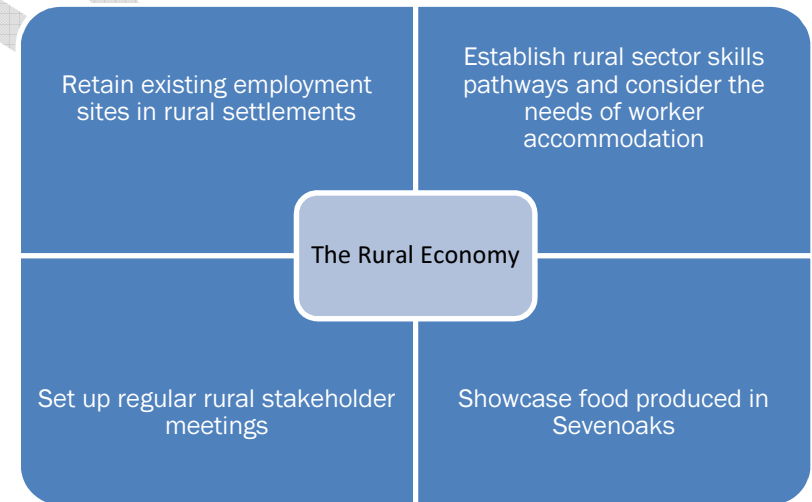 Retain existing employment
sites in rural settlements
Establish rural sector skills
pathways and consider the
needs of worker
accommodation
The Rural Economy
Set up regular rural stakeholder
meetings
Showcase food produced in
Sevenoaks